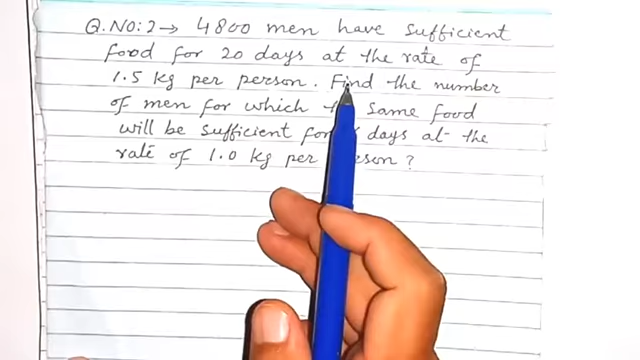 Q.NO:2→ 4800 men have sufficient
food for 20 days at the rate of
1.5 kg per person. Find the number
of men for which same food
will be sufficient for days at the
rate of 1.0 kg per ?